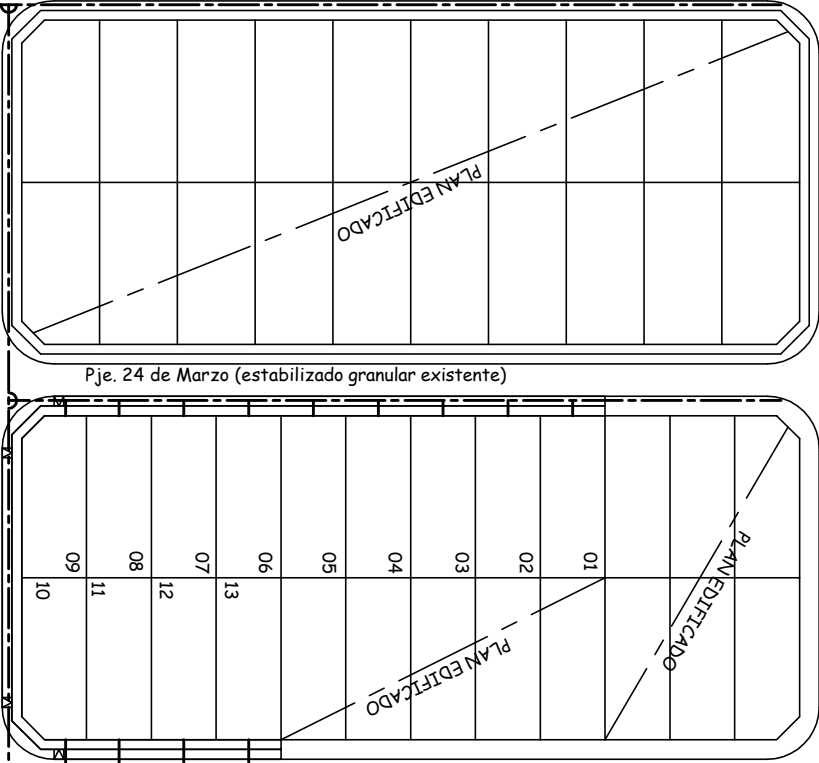 PLAN EDIFICADO
Pje. 24 de Marzo (estabilizado granular existente)
M
M
09
08
07
06
05
04
03
02
01
10
11
12
13
PLAN EDIFICADO
PLAN EDIFICADO
M
M